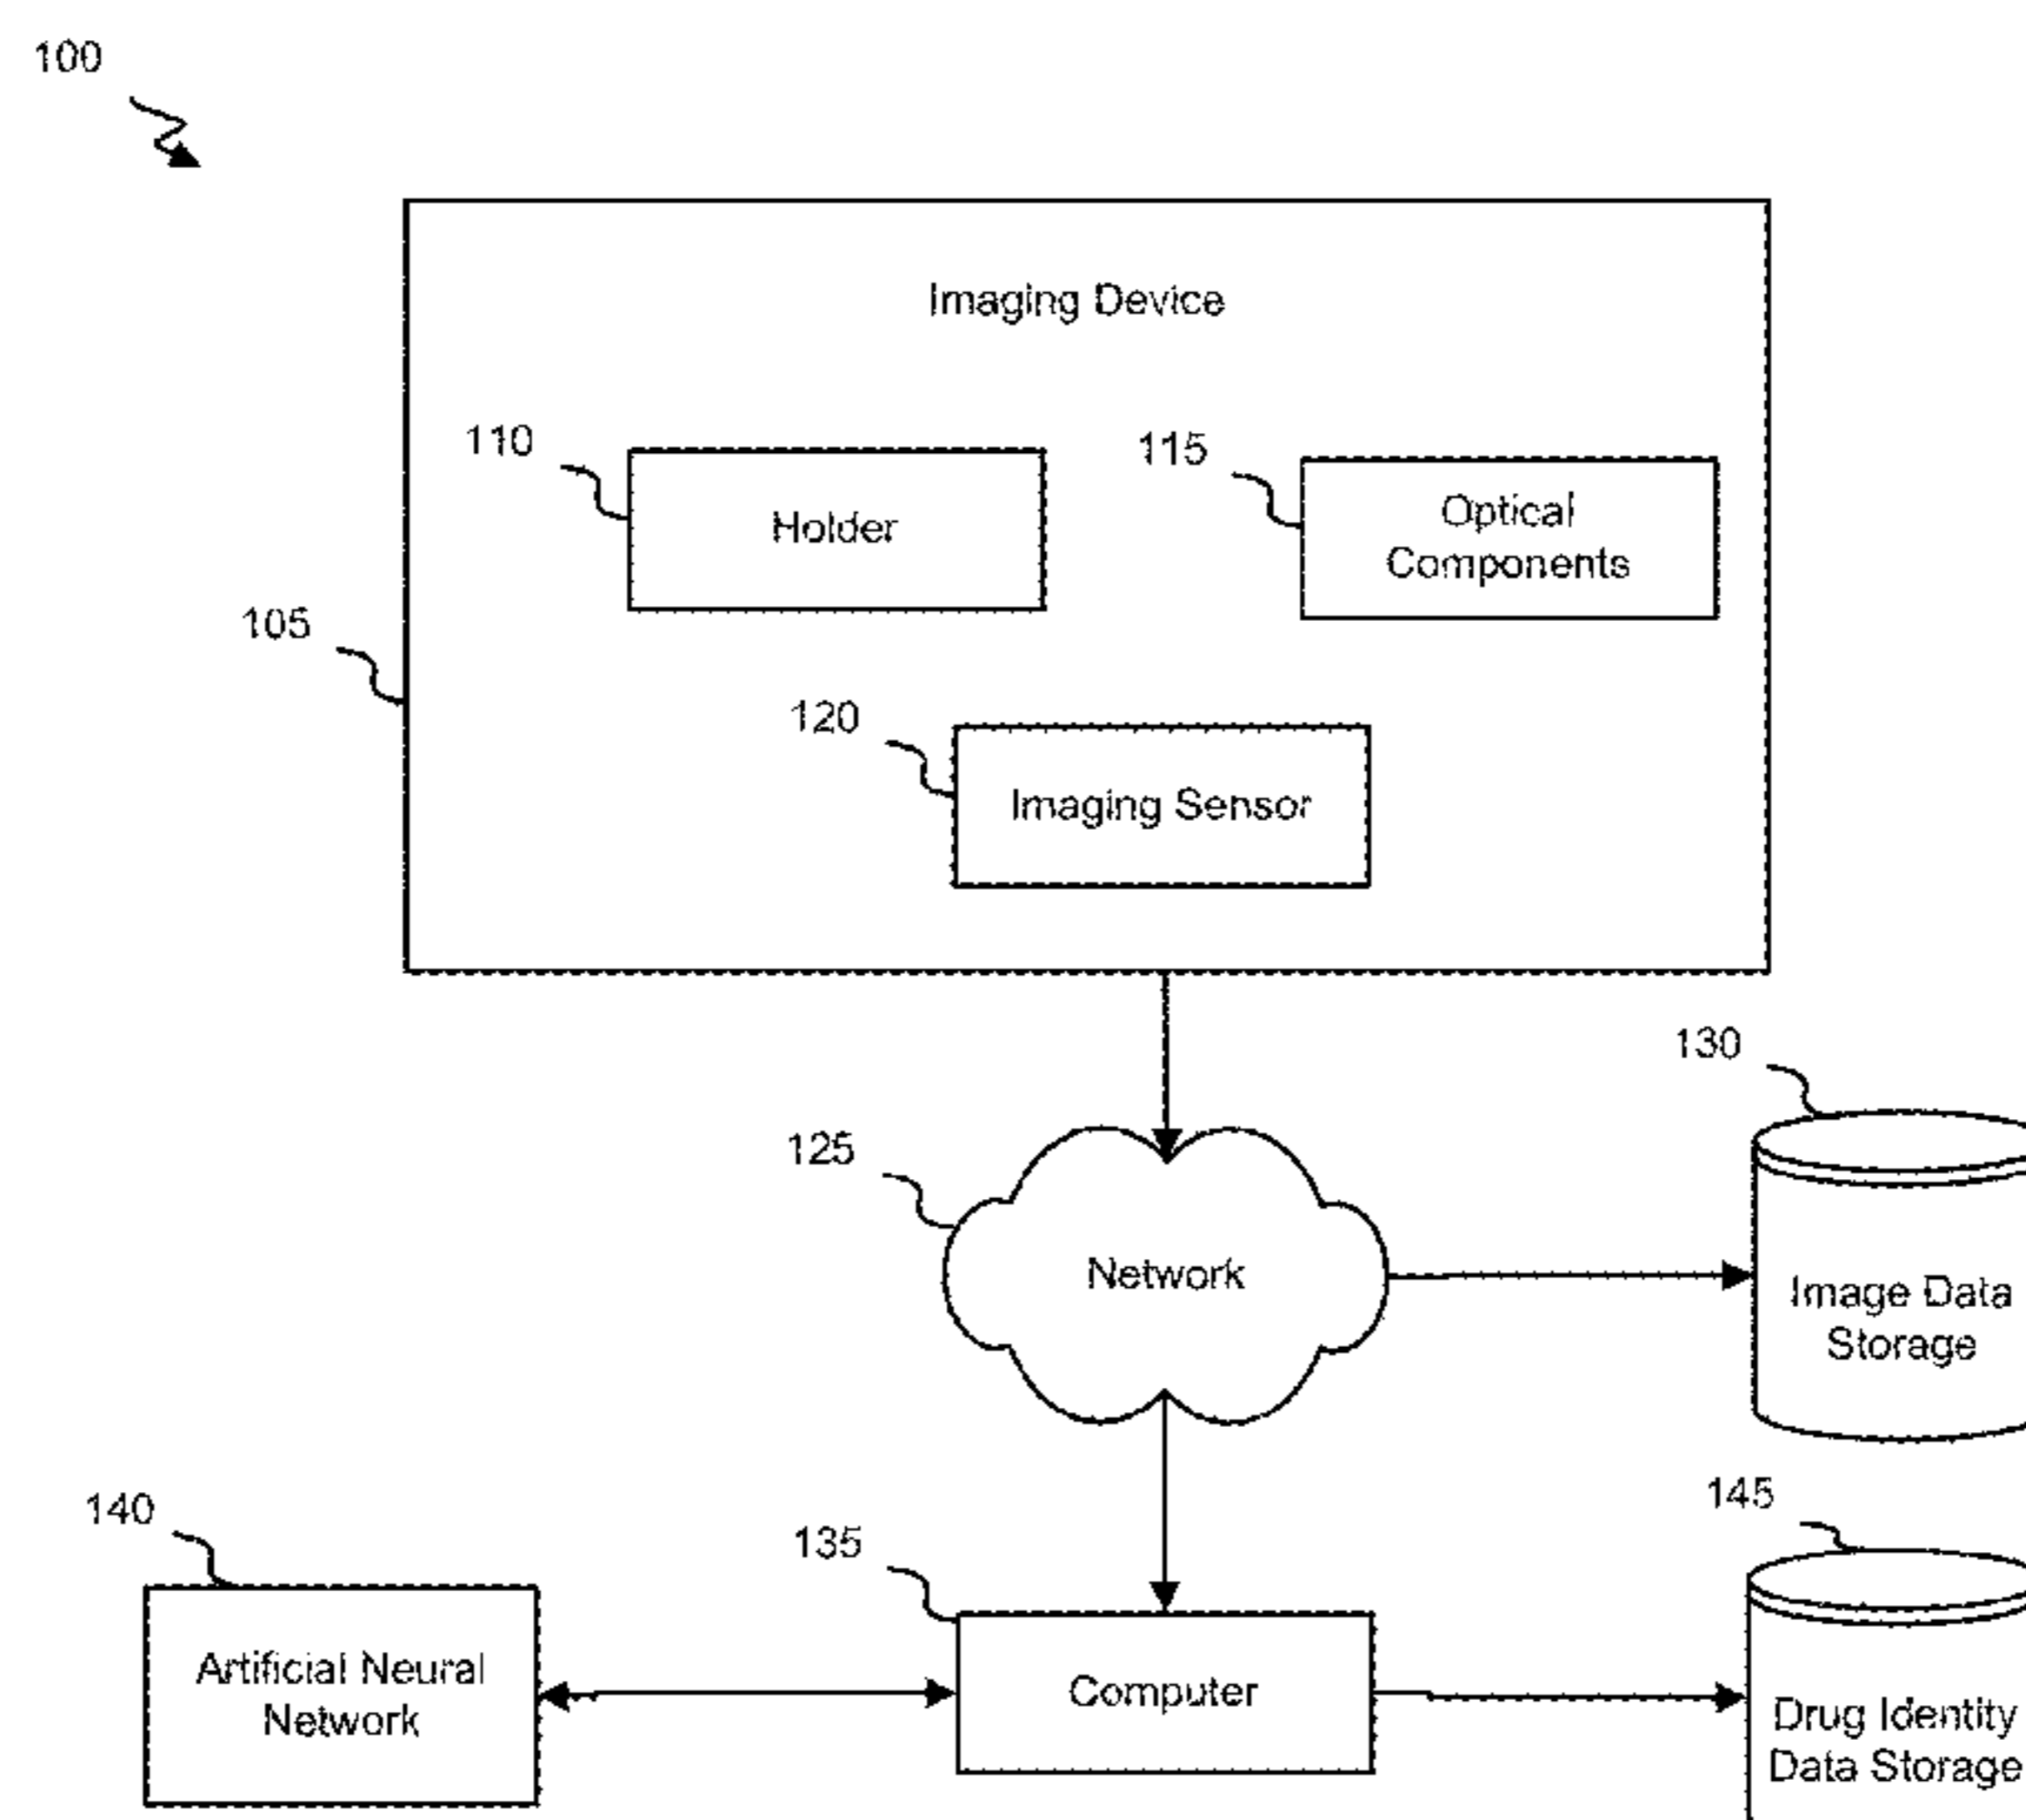 100
Imaging Device
110
115
Holder
Optical
Components
105
120
Imaging Sensor
130
125
Network
Image Data
Storage
140
135
145
Artificial Neural
Network
Computer
Drug Identity
Data Storage